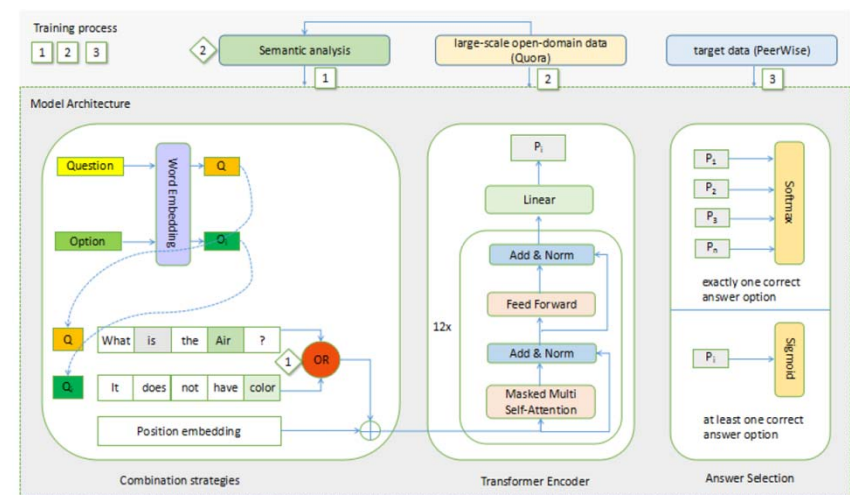 Training process
1 2 3
2
Semantic analysis
large-scale open-domain data
(Quora)
target data (PeerWise)
1
2
3
Model Architecture
Question
Word Embedding
Q
Option
Oi
Q
What is the Air ?
1
OR
Oi
It does not have color
Position embedding
Combination strategies
Pi
Linear
12x
Add & Norm
Feed Forward
Add & Norm
Masked Multi
Self-Attention
Transformer Encoder
P1
P2
P3
Pn
Softmax
exactly one correct
answer option
Pi
Sigmoid
at least one correct
answer option
Answer Selection